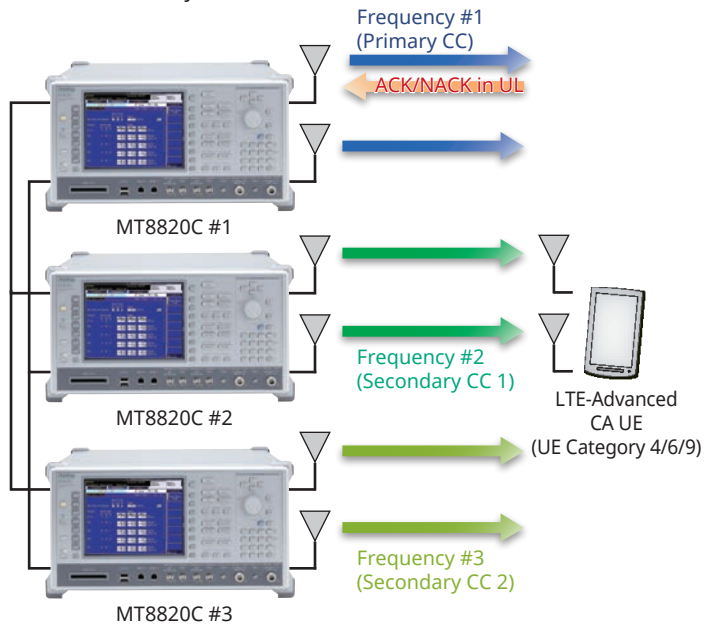 Frequency #1
(Primary CC)
ACK/NACK in UL
MT8820C #1
Frequency #2
(Secondary CC 1)
MT8820C #2
LTE-Advanced
CA UE
(UE Category 4/6/9)
Frequency #3
(Secondary CC 2)
MT8820C #3